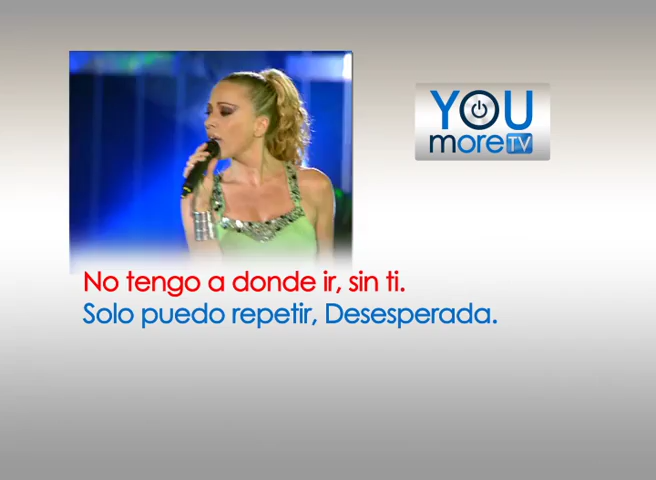 YOU
moreTV
No tengo a donde ir, sin ti.
Solo puedo repetir, Desesperada.